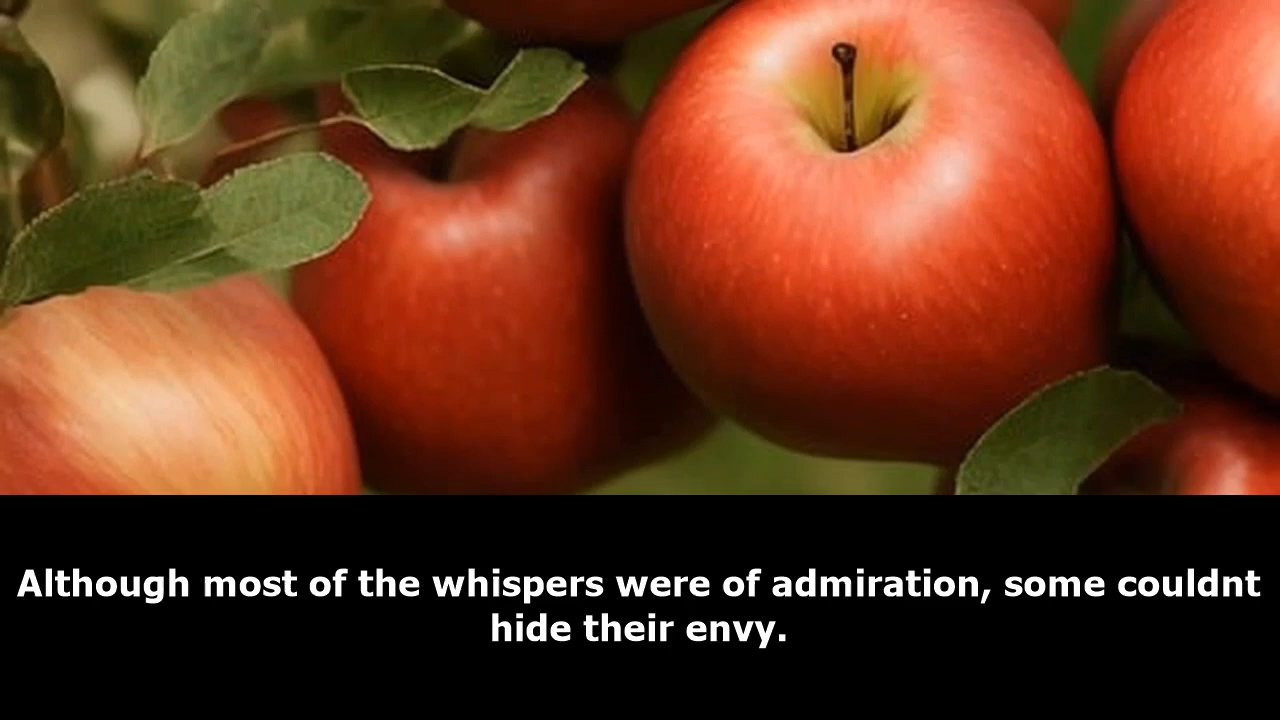 Although most of the whispers were of admiration, some couldnt
hide their envy.